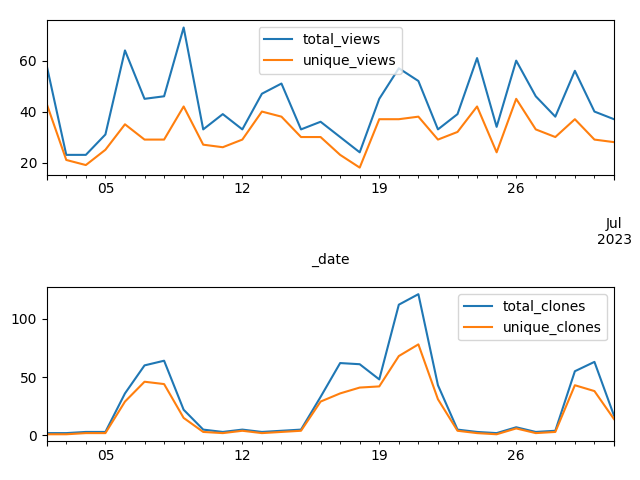 total_views
unique_views
60
40
20
05 12 19 26
Jul
2023
_date
total_clones
unique_clones
100
50
0
05 12 19 26